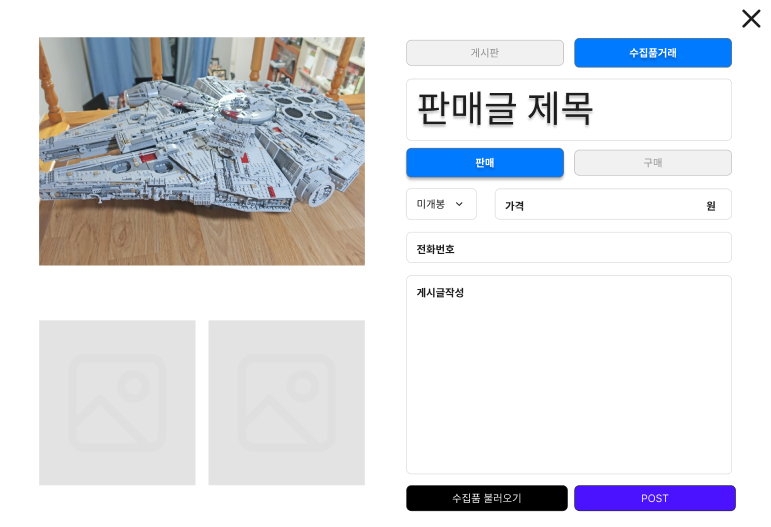 게시판
수집품거래
판매글 제목
판매
구매
미개봉
가격
원
전화번호
게시글작성
수집품 불러오기
POST